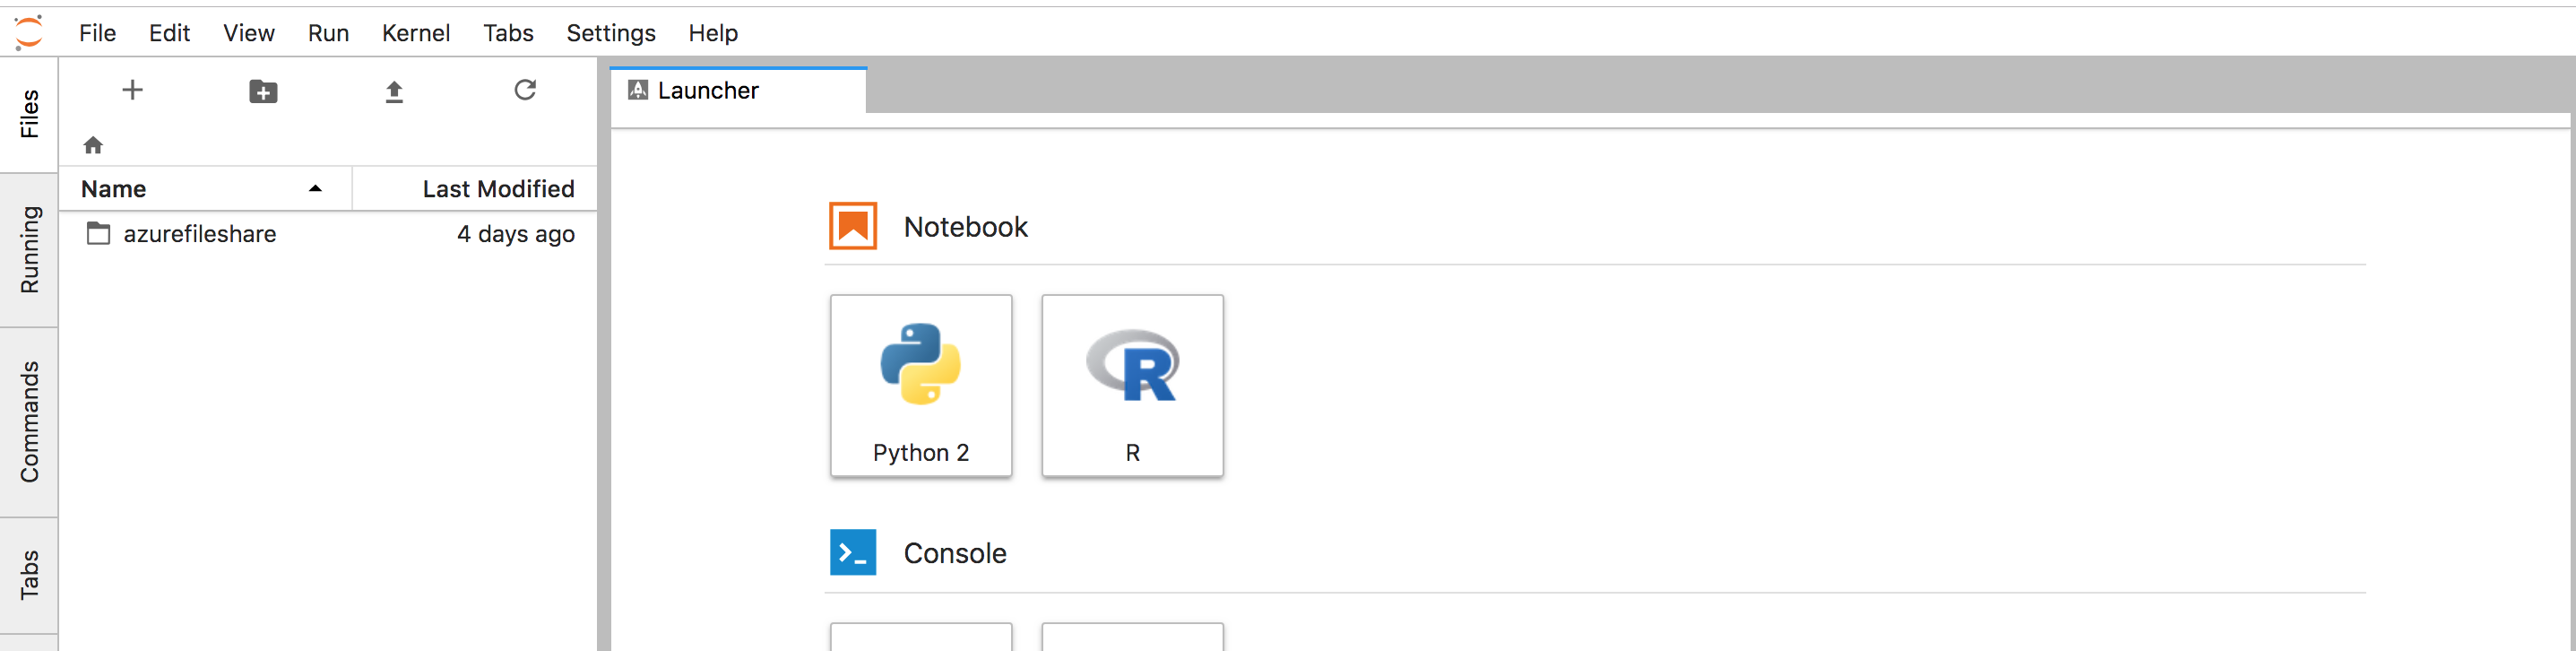 File Edit View Run Kernel Tabs Settings Help
Files
Running
Commands
Tabs
Name Last Modified
azurefileshare 4 days ago
Launcher
Notebook
Python 2 R
Console